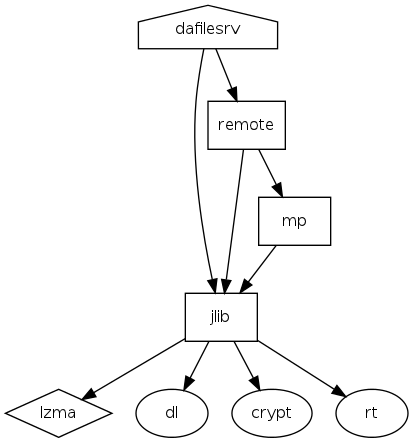 dafilesrv
remote
mp
jlib
lzma
dl
crypt
rt